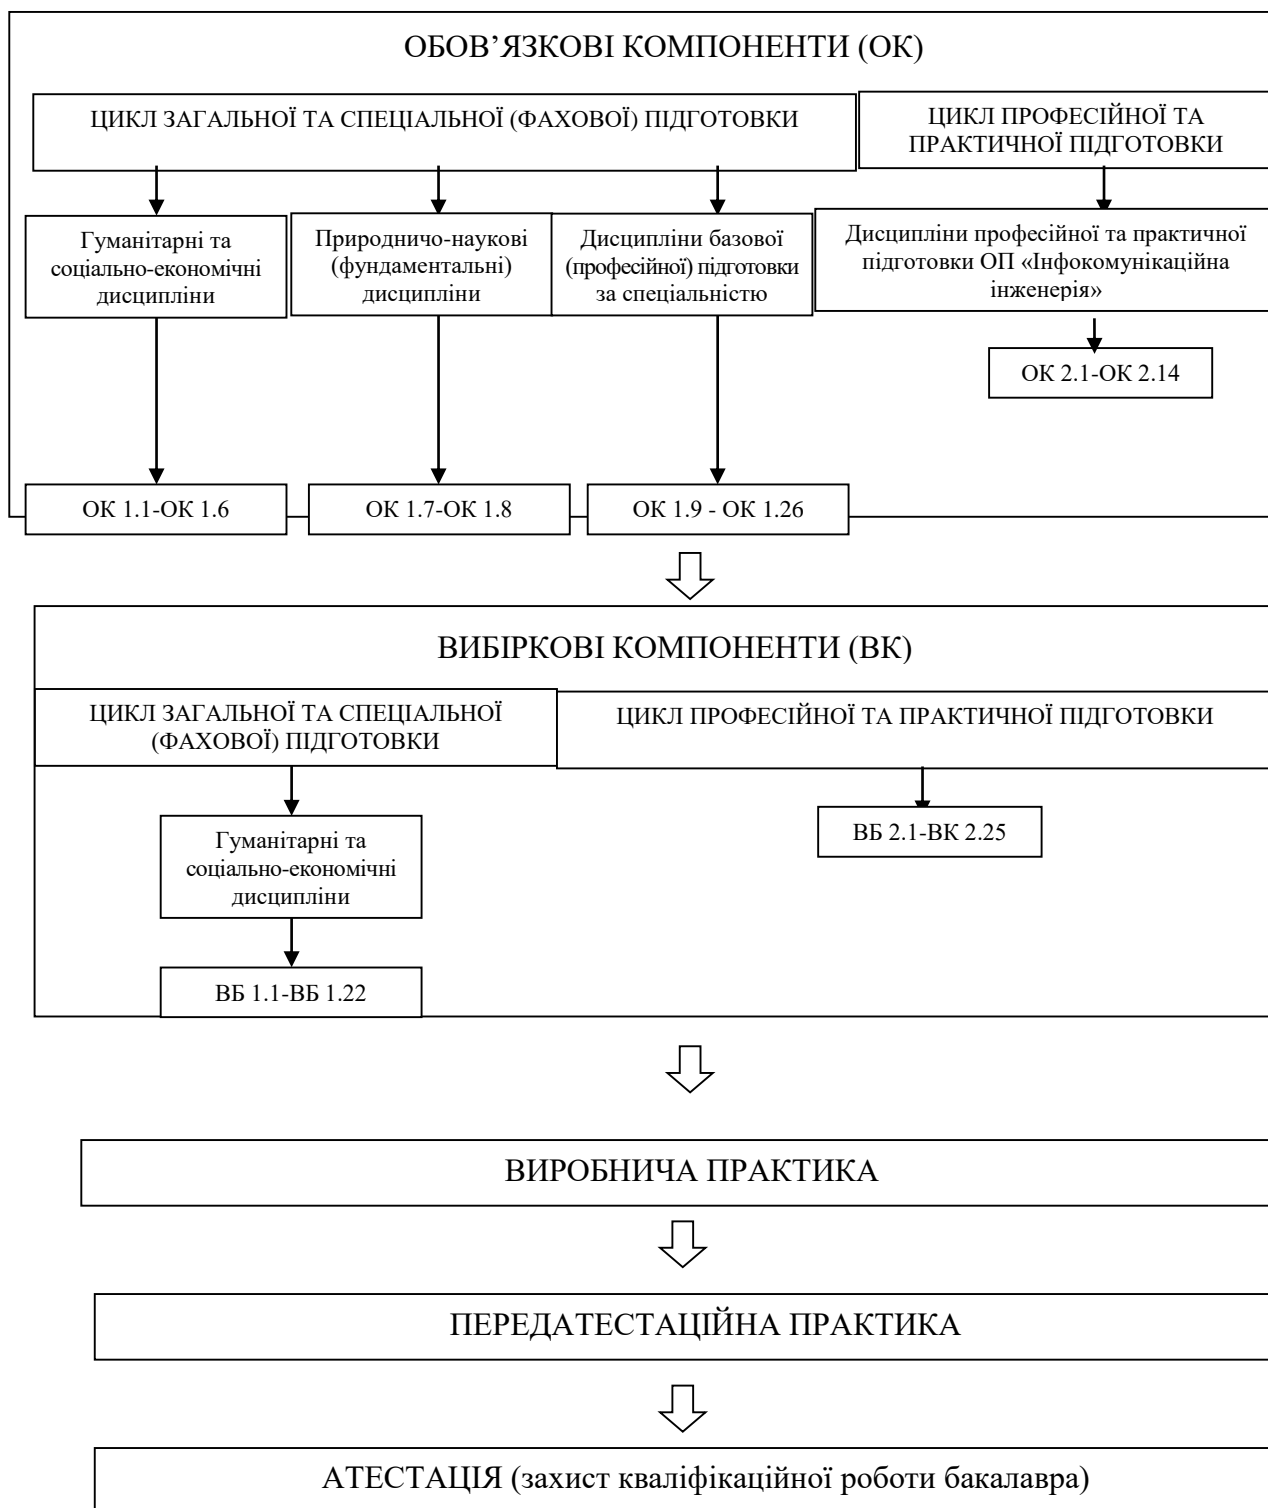 ОБОВ’ЯЗКОВІ КОМПОНЕНТИ (ОК)
ЦИКЛ ЗАГАЛЬНОЇ ТА СПЕЦІАЛЬНОЇ (ФАХОВОЇ) ПІДГОТОВКИ
ЦИКЛ ПРОФЕСІЙНОЇ ТА
ПРАКТИЧНОЇ ПІДГОТОВКИ
Гуманітарні та
соціально-економічні
дисципліни
Природничо-наукові
(фундаментальні)
дисципліни
Дисципліни базової
(професійної) підготовки
за спеціальністю
Дисципліни професійної та практичної
підготовки ОП «Інфокомунікаційна
інженерія»
ОК 2.1-ОК 2.14
ОК 1.1-ОК 1.6
ОК 1.7-ОК 1.8
ОК 1.9 - ОК 1.26
ВИБІРКОВІ КОМПОНЕНТИ (ВК)
ЦИКЛ ЗАГАЛЬНОЇ ТА СПЕЦІАЛЬНОЇ
(ФАХОВОЇ) ПІДГОТОВКИ
ЦИКЛ ПРОФЕСІЙНОЇ ТА ПРАКТИЧНОЇ ПІДГОТОВКИ
Гуманітарні та
соціально-економічні
дисципліни
ВБ 2.1-ВК 2.25
ВБ 1.1-ВБ 1.22
ВИРОБНИЧА ПРАКТИКА
ПЕРЕДАТЕСТАЦІЙНА ПРАКТИКА
АТЕСТАЦІЯ (захист кваліфікаційної роботи бакалавра)